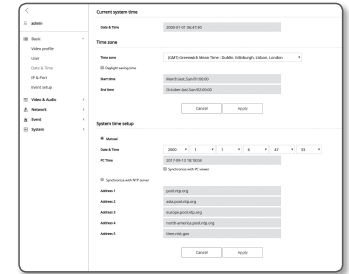 Current system time
admin
Date & Time 2000-01-01 06:47:50
Time zone
Basic
Video profile
User
Date & Time
IP & Port
Event setup
Video & Audio
Network
Event
System
Time zone (GMT) Greenwich Mean Time : Dublin, Edinburgh, Lisbon, London
Daylight saving time
Start time March.last,Sun/01:00:00
End time October.last,Sun/02:00:00
Cancel Apply
System time setup
Manual
Date & Time 2000 1 1 6 47 33
PC Time 2017-09-13 18:18:56
Synchronize with PC viewer
Synchronize with NTP server
Address 1 pool.ntp.org
Address 2 asia.pool.ntp.org
Address 3 europe.pool.ntp.org
Address 4 north-america.pool.ntp.org
Address 5 time.nist.gov
Cancel Apply